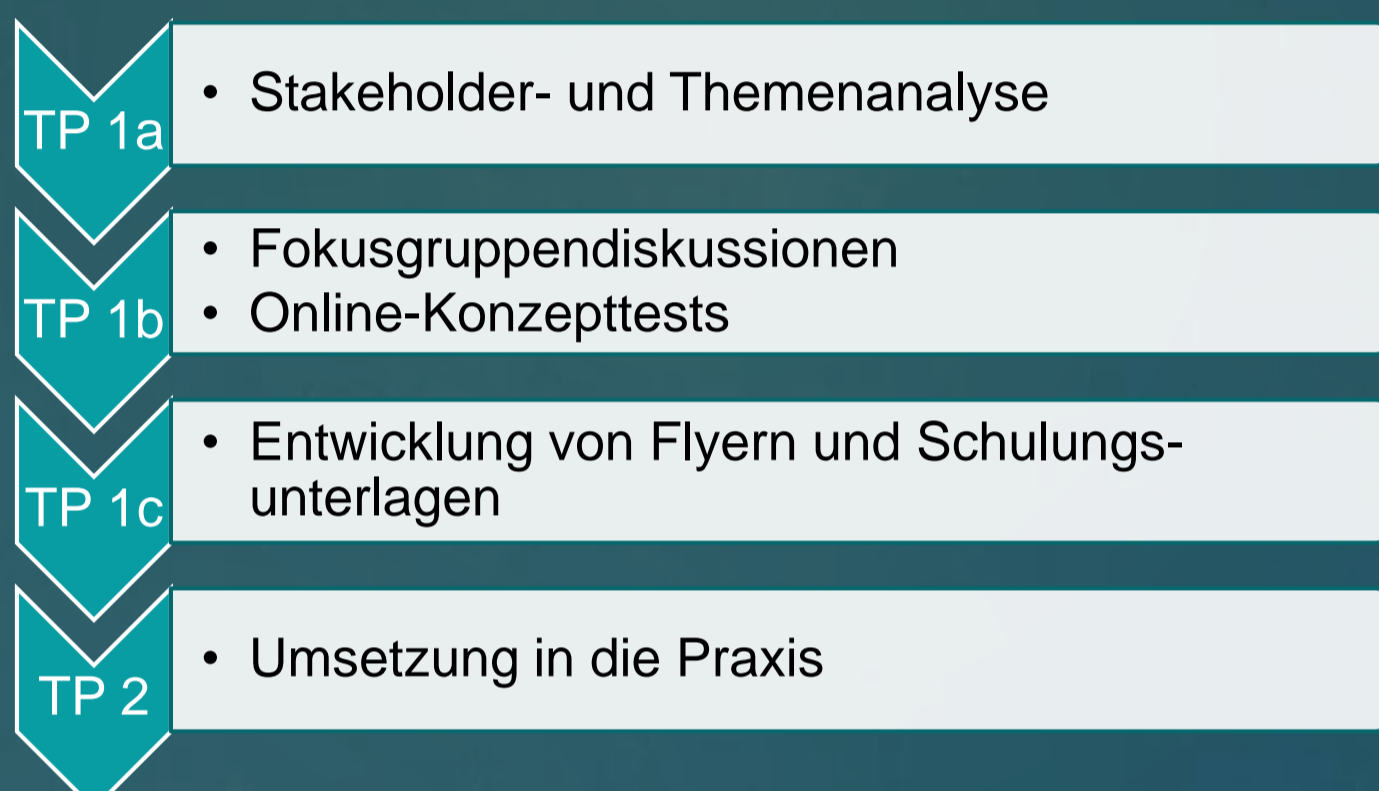 TP 1a
• Stakeholder- und Themenanalyse
TP 1b
• Fokusgruppendiskussionen
• Online-Konzepttests
TP 1c
• Entwicklung von Flyern und Schulungs-
unterlagen
TP 2
• Umsetzung in die Praxis